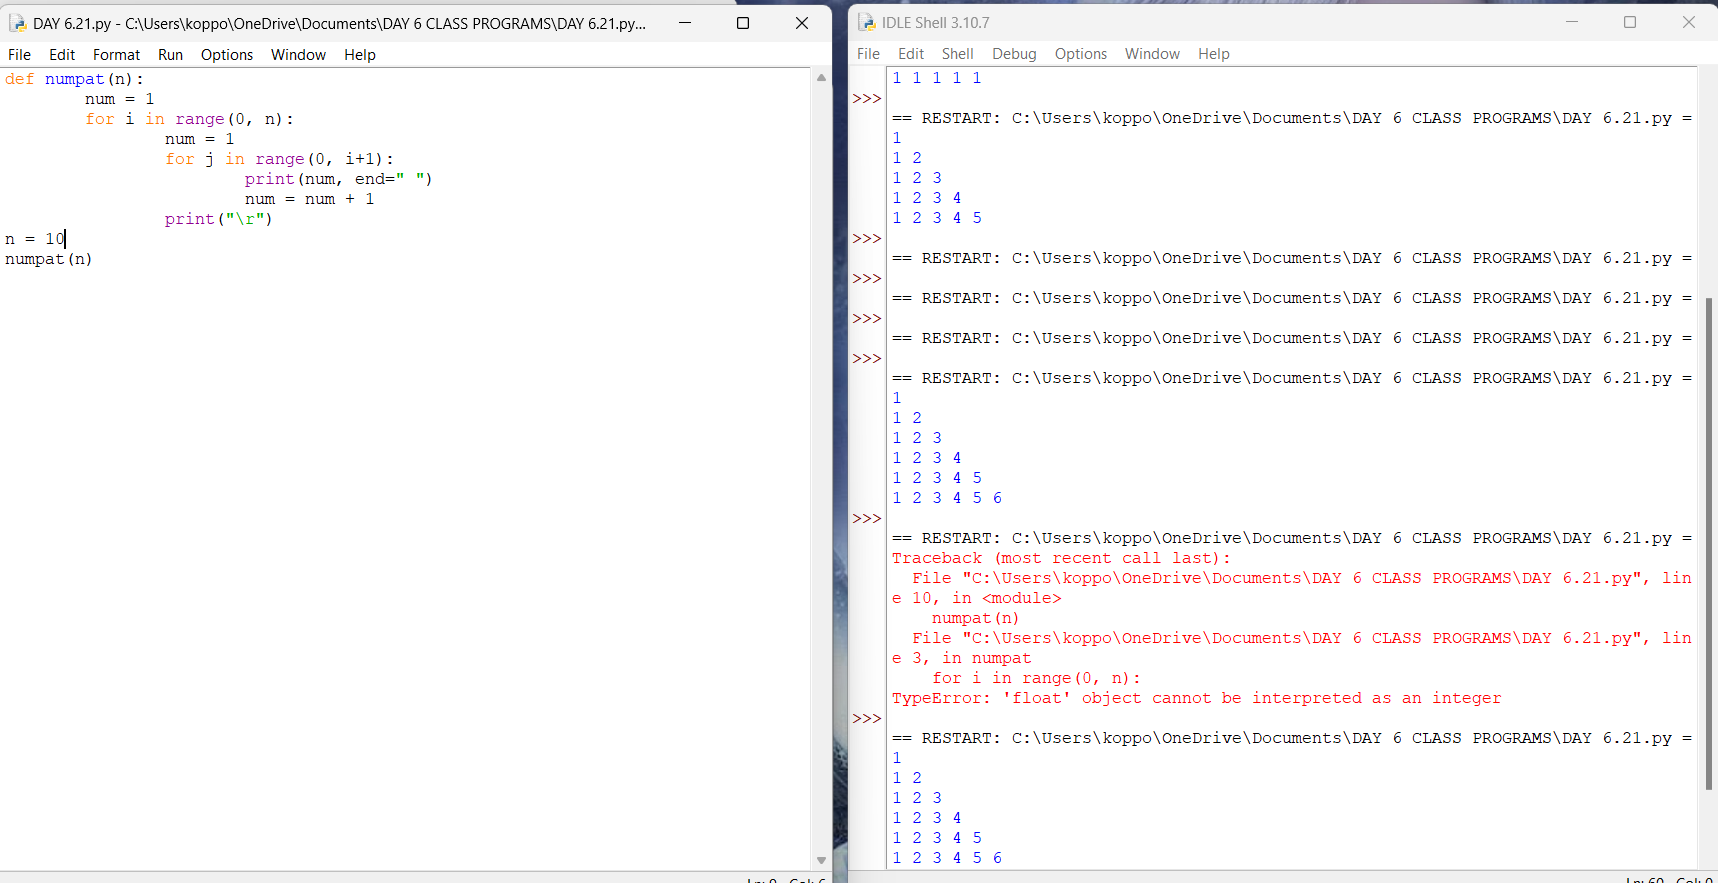 DAY 6.21.py - C:\Users\koppo\OneDrive\Documents\DAY 6 CLASS PROGRAMS\DAY 6.21.py...
File Edit Format Run Options Window Help
def numpat(n):
        num = 1
        for i in range(0, n):
                num = 1
                for j in range(0, i+1):
                        print(num, end=" ")
                        num = num + 1
                print("\r")
n = 10
numpat(n)
IDLE Shell 3.10.7
File Edit Shell Debug Options Window Help
1 1 1 1 1
>>>
== RESTART: C:\Users\koppo\OneDrive\Documents\DAY 6 CLASS PROGRAMS\DAY 6.21.py =
1
1 2
1 2 3
1 2 3 4
1 2 3 4 5
>>>
== RESTART: C:\Users\koppo\OneDrive\Documents\DAY 6 CLASS PROGRAMS\DAY 6.21.py =
>>>
== RESTART: C:\Users\koppo\OneDrive\Documents\DAY 6 CLASS PROGRAMS\DAY 6.21.py =
>>>
== RESTART: C:\Users\koppo\OneDrive\Documents\DAY 6 CLASS PROGRAMS\DAY 6.21.py =
>>>
== RESTART: C:\Users\koppo\OneDrive\Documents\DAY 6 CLASS PROGRAMS\DAY 6.21.py =
1
1 2
1 2 3
1 2 3 4
1 2 3 4 5
1 2 3 4 5 6
>>>
== RESTART: C:\Users\koppo\OneDrive\Documents\DAY 6 CLASS PROGRAMS\DAY 6.21.py =
Traceback (most recent call last):
  File "C:\Users\koppo\OneDrive\Documents\DAY 6 CLASS PROGRAMS\DAY 6.21.py", lin
e 10, in <module>
    numpat(n)
  File "C:\Users\koppo\OneDrive\Documents\DAY 6 CLASS PROGRAMS\DAY 6.21.py", lin
e 3, in numpat
    for i in range(0, n):
TypeError: 'float' object cannot be interpreted as an integer
>>>
== RESTART: C:\Users\koppo\OneDrive\Documents\DAY 6 CLASS PROGRAMS\DAY 6.21.py =
1
1 2
1 2 3
1 2 3 4
1 2 3 4 5
1 2 3 4 5 6